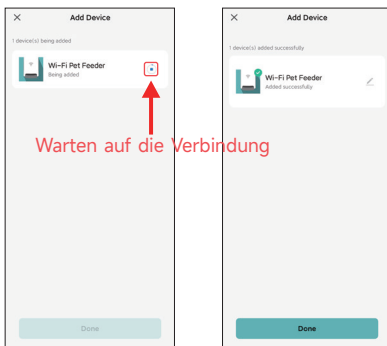 Add Device
1 device(s) being added
Wi-Fi Pet Feeder
Being added
Done
Add Device
1 device(s) added successfully
Wi-Fi Pet Feeder
Added successfully
Done
Warten auf die Verbindung